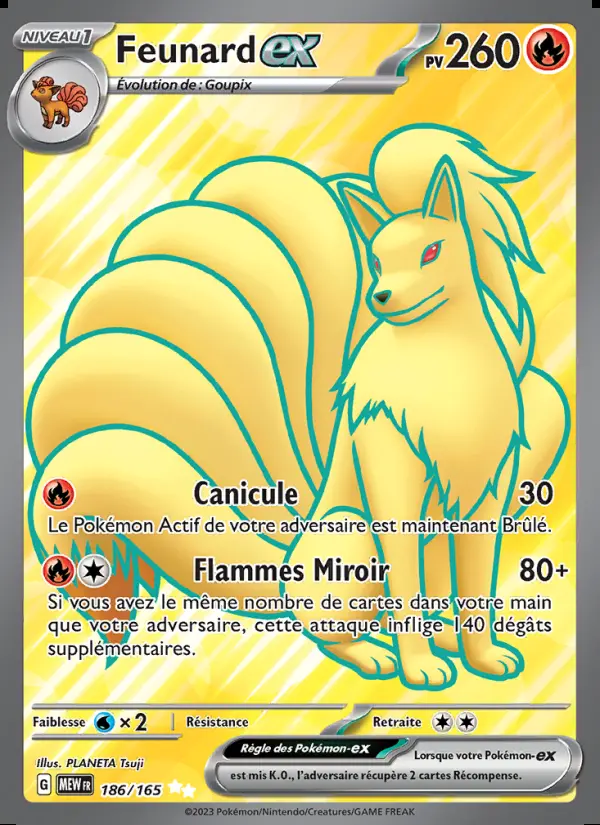 NIVEAU 1
Feunard ex
PV 260
Évolution de : Goupix
Canicule 30
Le Pokémon Actif de votre adversaire est maintenant Brûlé.
Flammes Miroir 80+
Si vous avez le même nombre de cartes dans votre main
que votre adversaire, cette attaque inflige 140 dégâts
supplémentaires.
Faiblesse ×2 Résistance Retraite
Illus. PLANETA Tsuji
Règle des Pokémon-ex Lorsque votre Pokémon-ex
est mis K.O., l'adversaire récupère 2 cartes Récompense.
G MEW FR 186/165
©2023 Pokémon/Nintendo/Creatures/GAME FREAK